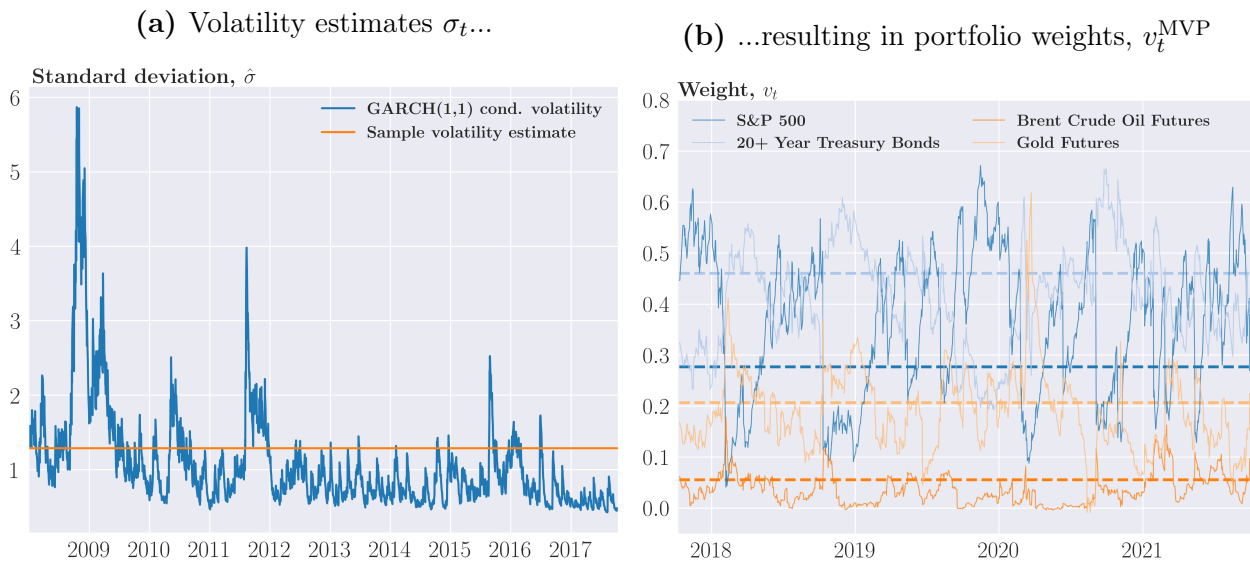 (a) Volatility estimates σₜ...
Standard deviation, σ̂
6
5
4
3
2
1
GARCH(1,1) cond. volatility
Sample volatility estimate
2009 2010 2011 2012 2013 2014 2015 2016 2017
(b) ...resulting in portfolio weights, vₜᴹⱽᴾ
Weight, vₜ
0.8
0.7
0.6
0.5
0.4
0.3
0.2
0.1
0.0
S&P 500
20+ Year Treasury Bonds
Brent Crude Oil Futures
Gold Futures
2018 2019 2020 2021